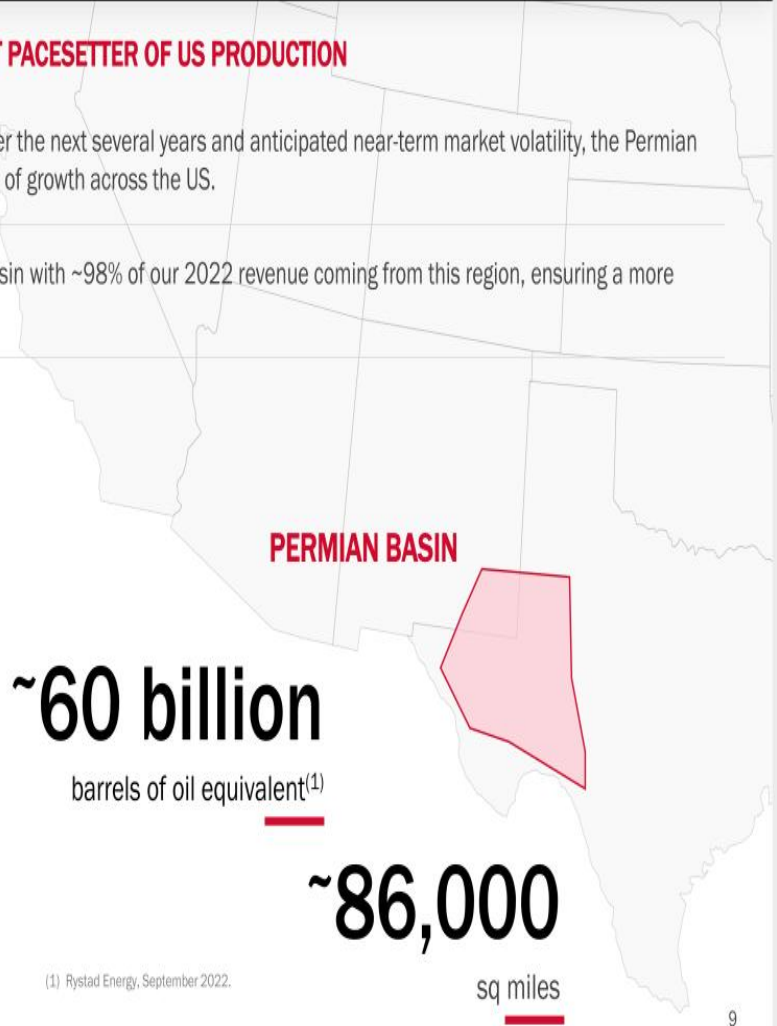 PACESETTER OF US PRODUCTION
er the next several years and anticipated near-term market volatility, the Permian
of growth across the US.
sin with ~98% of our 2022 revenue coming from this region, ensuring a more
PERMIAN BASIN
~60 billion
barrels of oil equivalent(1)
~86,000
sq miles
(1) Rystad Energy, September 2022.
9